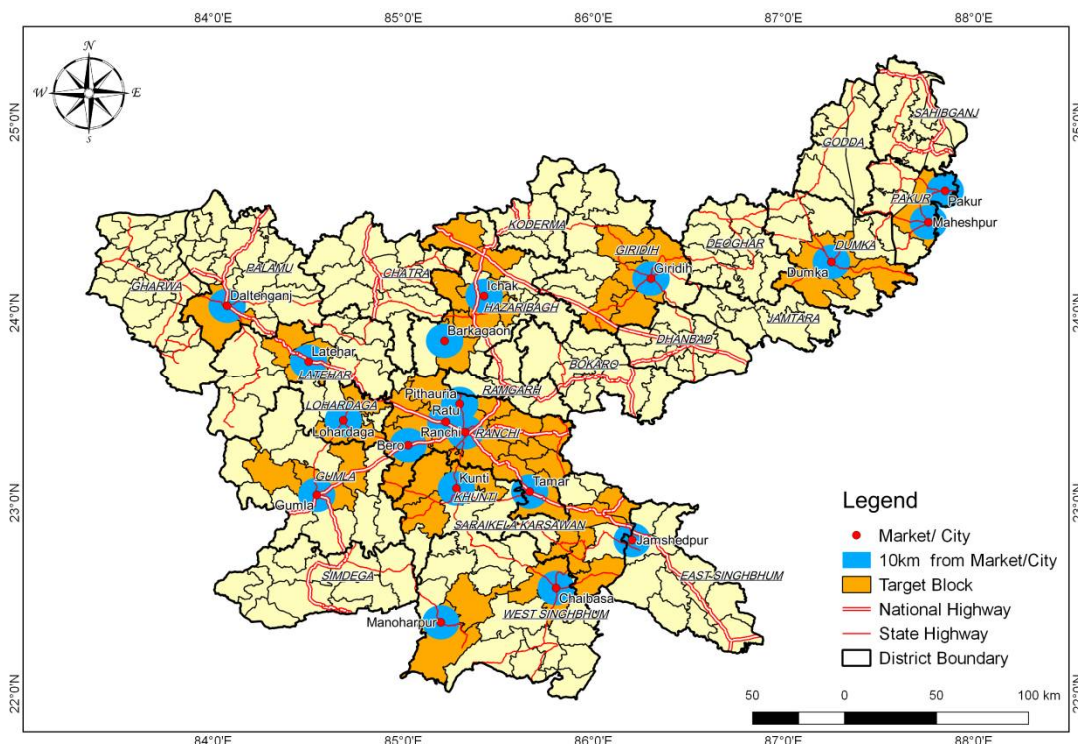 84°0'E 85°0'E 86°0'E 87°0'E 88°0'E
N
W E
S
25°0'N 25°0'N
SAHIBGANJ
GODDA
PAKUR
Pakur
Maheshpur
KODERMA
GIRIDIH
DEOGHAR
DUMKA
Dumka
Giridih
PALAMU
CHATRA
GHARWA
Daltenganj
Ichak
HAZARIBAGH
24°0'N 24°0'N
JAMTARA
DHANBAD
Barkagaon
BOKARO
Latehar
LATEHAR
RAMGARH
Pithauria
LOHARDAGA
Ratu
Lohardaga
Ranchi
RANCHI
Bero
GUMLA
Kunti
Tamar
KHUNTI
Gumla
23°0'N 23°0'N
SARAIKELA KARSAWAN
Jamshedpur
SIMDEGA
EAST-SINGHBHUM
Chaibasa
WEST SINGHBHUM
Manoharpur
Legend
Market/ City
10km from Market/City
Target Block
National Highway
State Highway
District Boundary
22°0'N 22°0'N
50 0 50 100 km
84°0'E 85°0'E 86°0'E 87°0'E 88°0'E